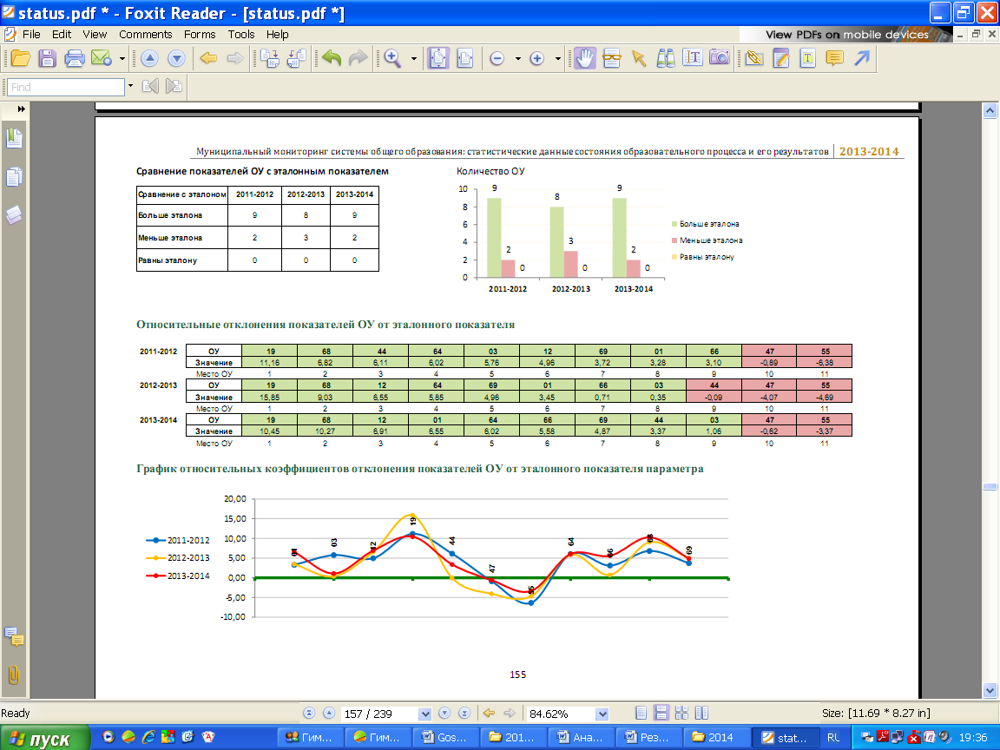 status.pdf * - Foxit Reader - [status.pdf *]
File Edit View Comments Forms Tools Help
View PDFs on mobile devices
Find
Муниципальный мониторинг системы общего образования: статистические данные состояния образовательного процесса и его результатов 2013-2014
Сравнение показателей ОУ с эталонным показателем
Сравнение с эталоном 2011-2012 2012-2013 2013-2014
Больше эталона 9 8 9
Меньше эталона 2 3 2
Равны эталону 0 0 0
Количество ОУ
10
8
6
4
2
0
9 2 0 8 3 0 9 2 0
2011-2012 2012-2013 2013-2014
Больше эталона
Меньше эталона
Равны эталону
Относительные отклонения показателей ОУ от эталонного показателя
2011-2012 ОУ 19 68 44 64 03 12 69 01 66 47 55
Значение 11,16 6,82 6,11 6,02 5,76 4,96 3,72 3,28 3,10 -0,89 -6,38
Место ОУ 1 2 3 4 5 6 7 8 9 10 11
2012-2013 ОУ 19 68 12 64 69 01 66 03 44 47 55
Значение 15,85 9,03 6,55 5,85 4,96 3,45 0,71 0,35 -0,09 -4,07 -4,69
Место ОУ 1 2 3 4 5 6 7 8 9 10 11
2013-2014 ОУ 19 68 12 01 64 66 69 44 03 47 55
Значение 10,45 10,27 6,91 6,55 6,02 5,58 4,87 3,37 1,06 -0,62 -3,37
Место ОУ 1 2 3 4 5 6 7 8 9 10 11
График относительных коэффициентов отклонения показателей ОУ от эталонного показателя параметра
20,00
15,00
10,00
5,00
0,00
-5,00
-10,00
2011-2012
2012-2013
2013-2014
01 03 12 19 44 47 55 64 66 68 69
155
Ready 157 / 239 84.62% Size: [11.69 * 8.27 in]
пуск Гим... Гим... Gos... 201... Ана... Рез... 2014 stat... RL 19:36